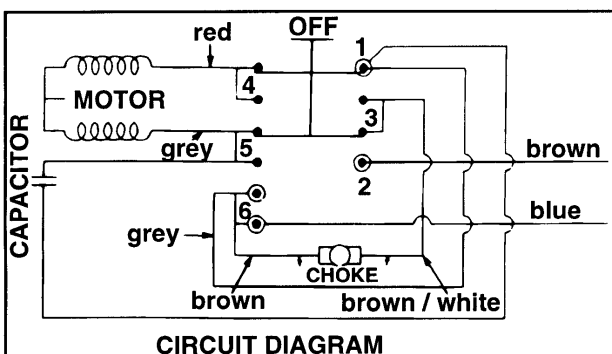 OFF
red
1
4
MOTOR
3
grey
5
brown
2
CAPACITOR
6
blue
grey
CHOKE
brown
brown / white
CIRCUIT DIAGRAM